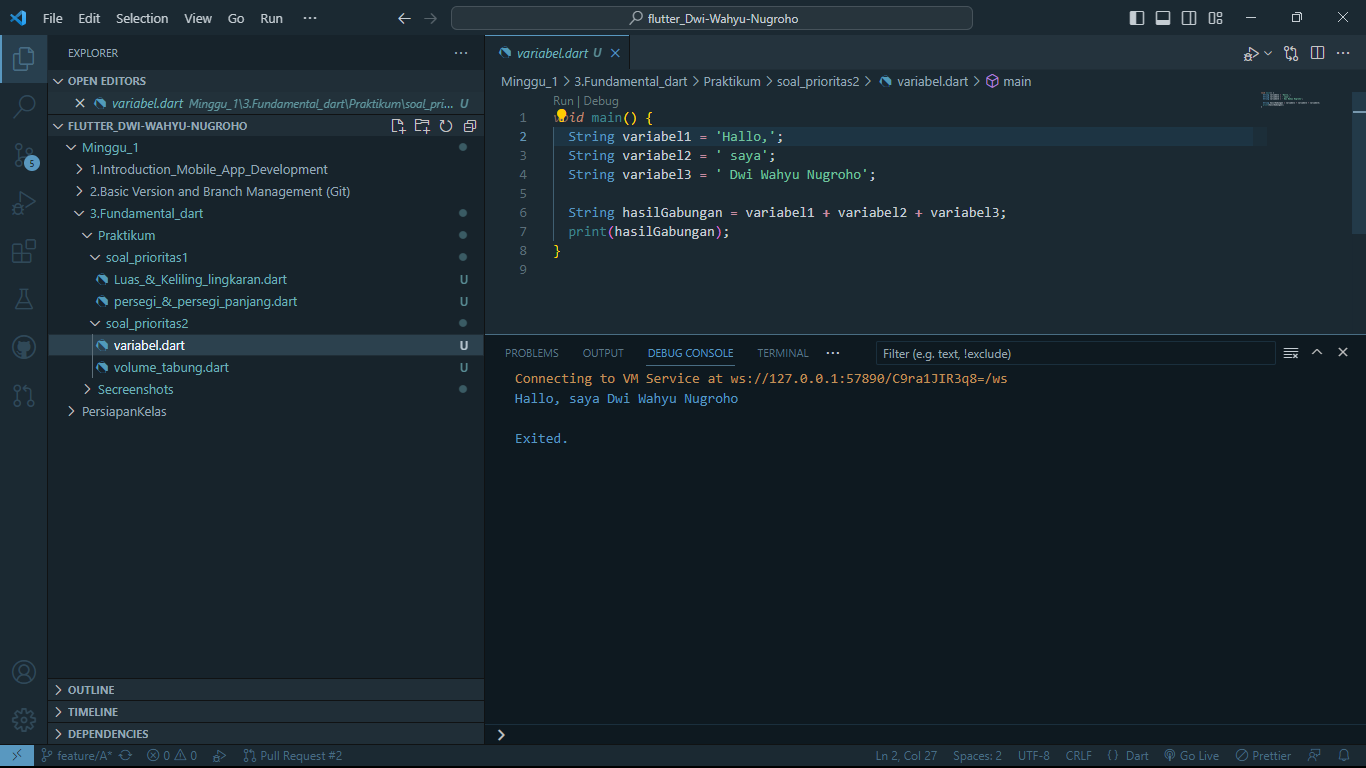 File Edit Selection View Go Run ··· flutter_Dwi-Wahyu-Nugroho
EXPLORER
OPEN EDITORS
variabel.dart Minggu_1\3.Fundamental_dart\Praktikum\soal_pri... U
FLUTTER_DWI-WAHYU-NUGROHO
Minggu_1
1.Introduction_Mobile_App_Development
2.Basic Version and Branch Management (Git)
3.Fundamental_dart
Praktikum
soal_prioritas1
Luas_&_Keliling_lingkaran.dart U
persegi_&_persegi_panjang.dart U
soal_prioritas2
variabel.dart U
volume_tabung.dart U
Secreenshots
PersiapanKelas
OUTLINE
TIMELINE
DEPENDENCIES
5
variabel.dart U
Minggu_1 > 3.Fundamental_dart > Praktikum > soal_prioritas2 > variabel.dart > main
Run | Debug
1 void main() {
2 String variabel1 = 'Hallo,';
3 String variabel2 = ' saya';
4 String variabel3 = ' Dwi Wahyu Nugroho';
5
6 String hasilGabungan = variabel1 + variabel2 + variabel3;
7 print(hasilGabungan);
8 }
9
PROBLEMS OUTPUT DEBUG CONSOLE TERMINAL ··· Filter (e.g. text, !exclude)
Connecting to VM Service at ws://127.0.0.1:57890/C9ra1JIR3q8=/ws
Hallo, saya Dwi Wahyu Nugroho
Exited.
feature/A* 0 0 Pull Request #2 Ln 2, Col 27 Spaces: 2 UTF-8 CRLF {} Dart Go Live Prettier